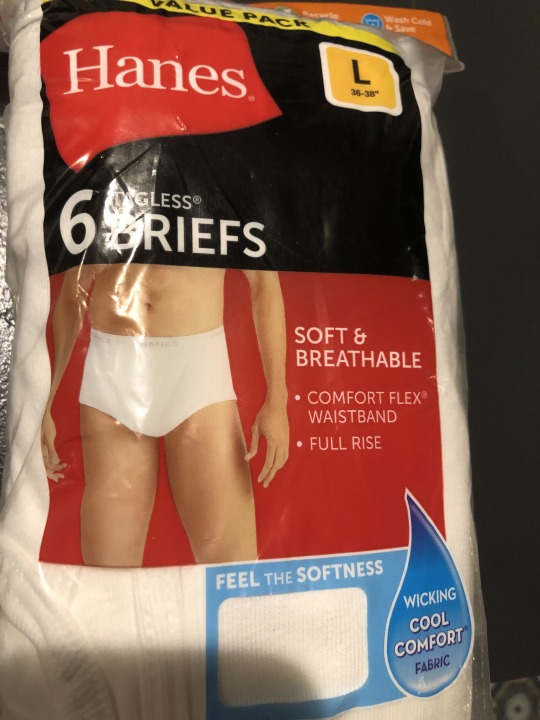 VALUE PACK
Recycle
Wash Cold
& Save
Hanes®
L
36-38"
6 TAGLESS®
BRIEFS
SOFT &
BREATHABLE
• COMFORT FLEX®
WAISTBAND
• FULL RISE
FEEL THE SOFTNESS
WICKING
COOL
COMFORT®
FABRIC